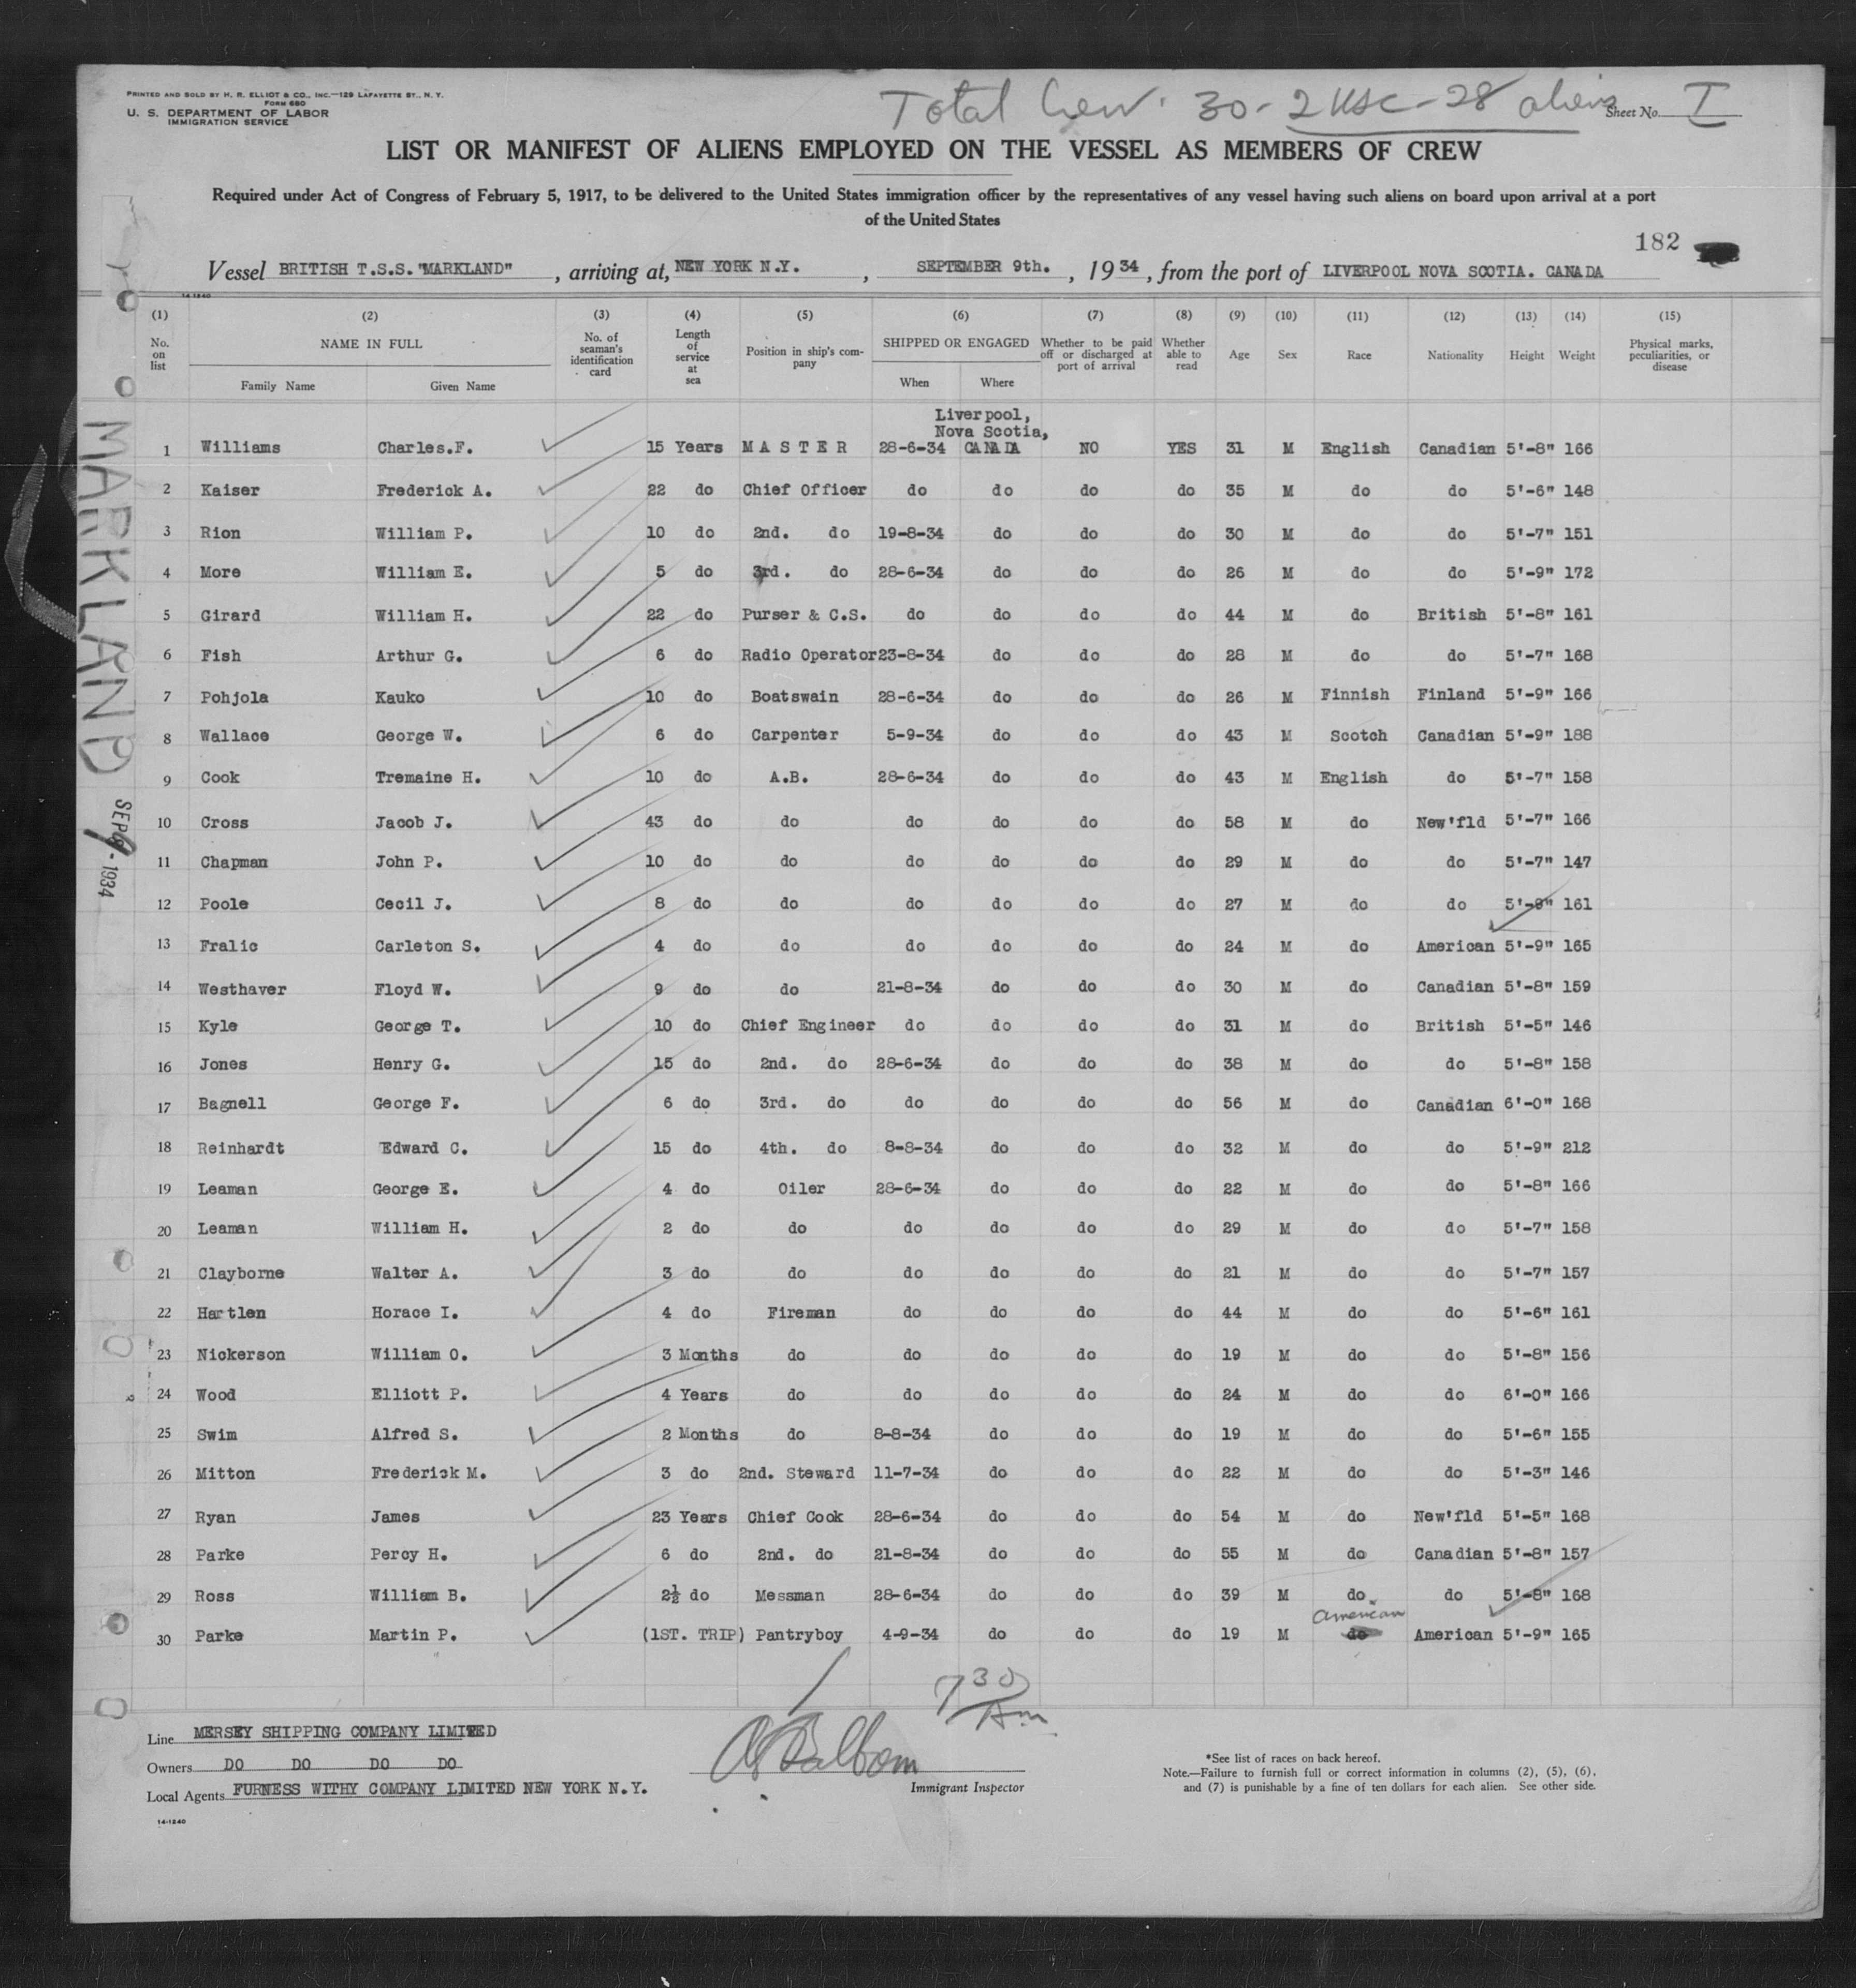 PRINTED AND SOLD BY H. R. ELLIOT & CO., INC.—129 LAFAYETTE ST., N. Y.
FORM 680
U. S. DEPARTMENT OF LABOR
IMMIGRATION SERVICE
Total Crew 30 - 2 USC - 28 aliens
Sheet No. I
LIST OR MANIFEST OF ALIENS EMPLOYED ON THE VESSEL AS MEMBERS OF CREW
Required under Act of Congress of February 5, 1917, to be delivered to the United States immigration officer by the representatives of any vessel having such aliens on board upon arrival at a port
of the United States
182
Vessel BRITISH T.S.S. "MARKLAND", arriving at, NEW YORK N.Y., SEPTEMBER 9th., 1934, from the port of LIVERPOOL NOVA SCOTIA. CANADA
14-1240
(1) (2) (3) (4) (5) (6) (7) (8) (9) (10) (11) (12) (13) (14) (15)
No. on list NAME IN FULL Family Name Given Name No. of seaman's identification card Length of service at sea Position in ship's company SHIPPED OR ENGAGED When Where Whether to be paid off or discharged at port of arrival Whether able to read Age Sex Race Nationality Height Weight Physical marks, peculiarities, or disease
Liverpool,
Nova Scotia,
1 Williams Charles.F. 15 Years MASTER 28-6-34 CANADA NO YES 31 M English Canadian 5'-8" 166
2 Kaiser Frederick A. 22 do Chief Officer do do do do 35 M do do 5'-6" 148
3 Rion William P. 10 do 2nd. do 19-8-34 do do do 30 M do do 5'-7" 151
4 More William E. 5 do 3rd. do 28-6-34 do do do 26 M do do 5'-9" 172
5 Girard William H. 22 do Purser & C.S. do do do do 44 M do British 5'-8" 161
6 Fish Arthur G. 6 do Radio Operator 23-8-34 do do do 28 M do do 5'-7" 168
7 Pohjola Kauko 10 do Boatswain 28-6-34 do do do 26 M Finnish Finland 5'-9" 166
8 Wallace George W. 6 do Carpenter 5-9-34 do do do 43 M Scotch Canadian 5'-9" 188
9 Cook Tremaine H. 10 do A.B. 28-6-34 do do do 43 M English do 5'-7" 158
10 Cross Jacob J. 43 do do do do do do 58 M do New'fld 5'-7" 166
11 Chapman John P. 10 do do do do do do 29 M do do 5'-7" 147
12 Poole Cecil J. 8 do do do do do do 27 M do do 161
13 Fralic Carleton S. 4 do do do do do do 24 M do American 5'-9" 165
14 Westhaver Floyd W. 9 do do 21-8-34 do do do 30 M do Canadian 5'-8" 159
15 Kyle George T. 10 do Chief Engineer do do do do 31 M do British 5'-5" 146
16 Jones Henry G. 15 do 2nd. do 28-6-34 do do do 38 M do do 5'-8" 158
17 Bagnell George F. 6 do 3rd. do do do do do 56 M do Canadian 6'-0" 168
18 Reinhardt Edward C. 15 do 4th. do 8-8-34 do do do 32 M do do 5'-9" 212
19 Leaman George E. 4 do Oiler 28-6-34 do do do 22 M do do 5'-8" 166
20 Leaman William H. 2 do do do do do do 29 M do do 5'-7" 158
21 Clayborne Walter A. 3 do do do do do do 21 M do do 5'-7" 157
22 Hartlen Horace I. 4 do Fireman do do do do 44 M do do 5'-6" 161
23 Nickerson William O. 3 Months do do do do do 19 M do do 5'-8" 156
24 Wood Elliott P. 4 Years do do do do do 24 M do do 6'-0" 166
25 Swim Alfred S. 2 Months do 8-8-34 do do do 19 M do do 5'-6" 155
26 Mitton Frederick M. 3 do 2nd. Steward 11-7-34 do do do 22 M do do 5'-3" 146
27 Ryan James 23 Years Chief Cook 28-6-34 do do do 54 M do New'fld 5'-5" 168
28 Parke Percy H. 6 do 2nd. do 21-8-34 do do do 55 M do Canadian 5'-8" 157
29 Ross William B. 2½ do Messman 28-6-34 do do do 39 M do do 5'-8" 168
American
30 Parke Martin P. (1ST. TRIP) Pantryboy 4-9-34 do do do 19 M do American 5'-9" 165
MARKLAND
SEP 9 - 1934
7 30 Am
Line MERSEY SHIPPING COMPANY LIMITED
Owners DO DO DO DO
Local Agents FURNESS WITHY COMPANY LIMITED NEW YORK N.Y.
Immigrant Inspector
*See list of races on back hereof.
Note.—Failure to furnish full or correct information in columns (2), (5), (6),
and (7) is punishable by a fine of ten dollars for each alien. See other side.
14-1240